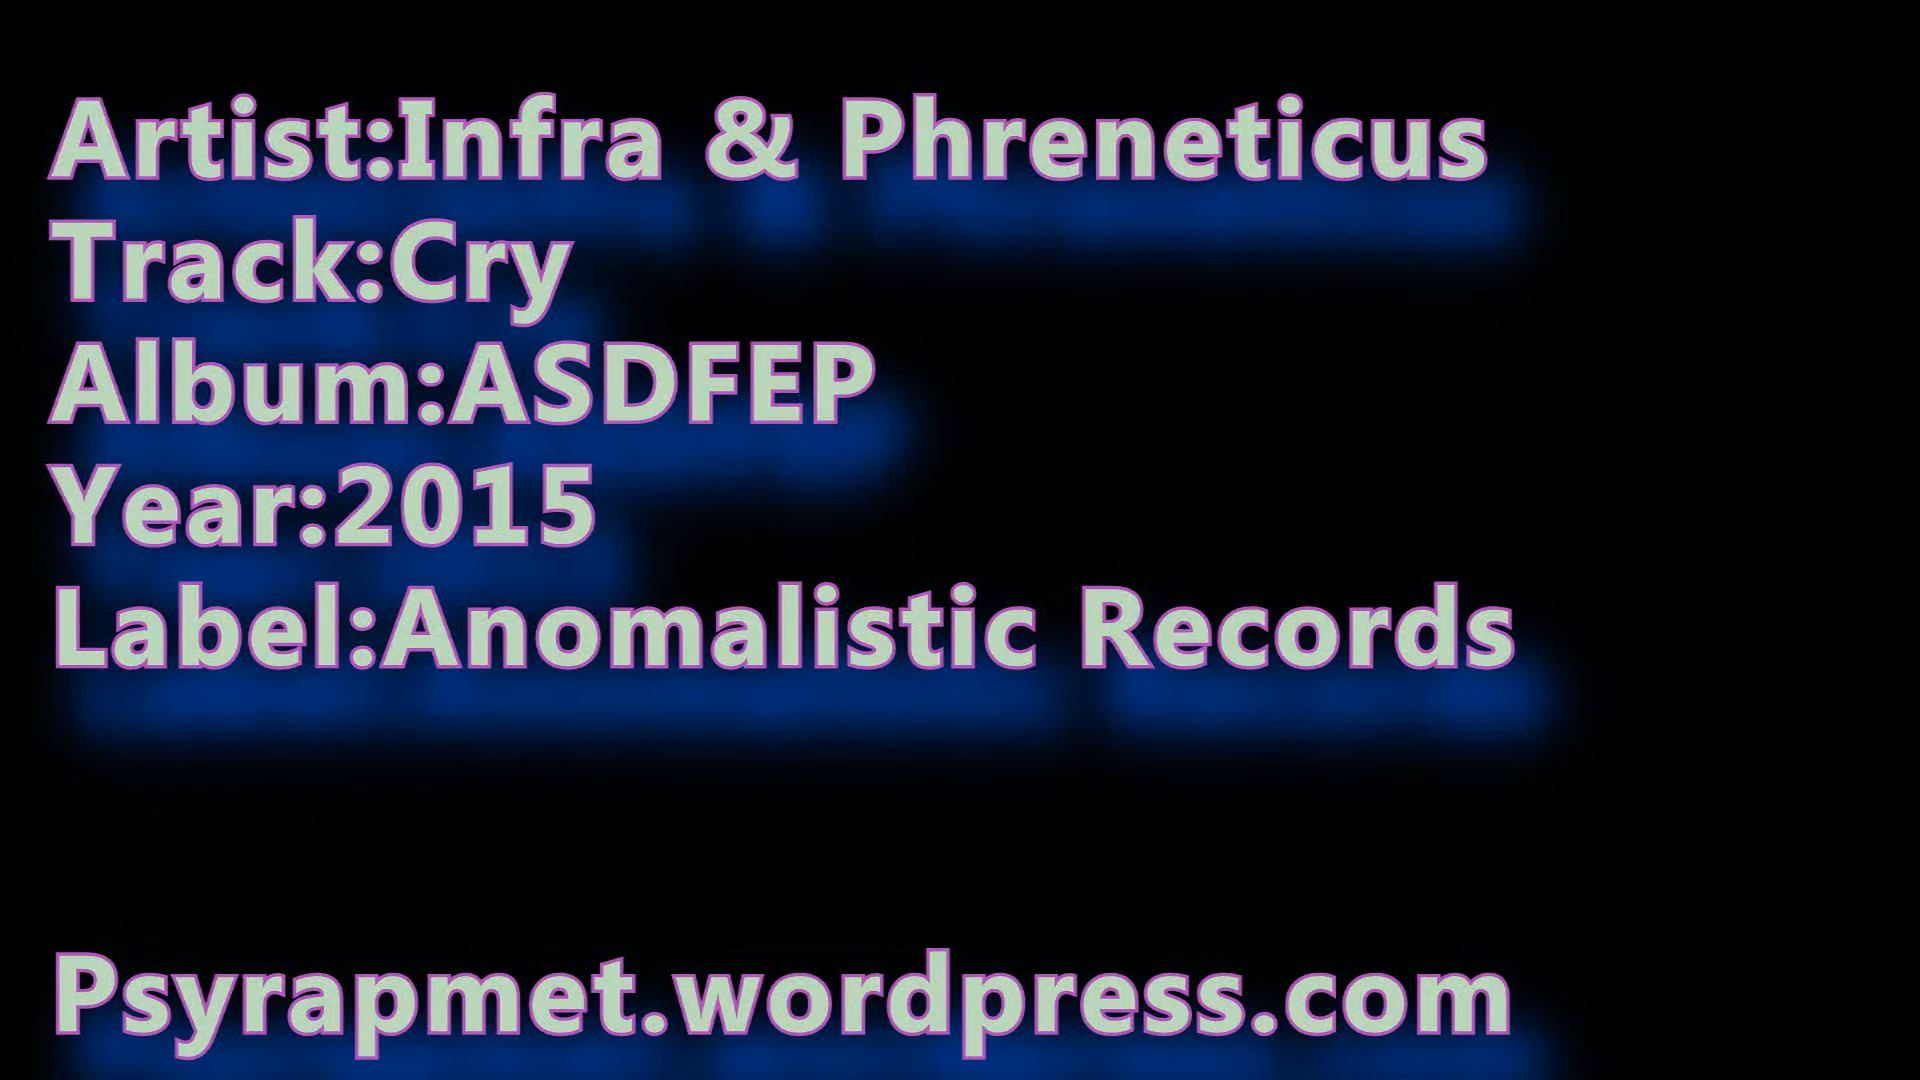 Artist:Infra & Phreneticus
Track:Cry
Album:ASDFEP
Year:2015
Label:Anomalistic Records
Psyrapmet.wordpress.com